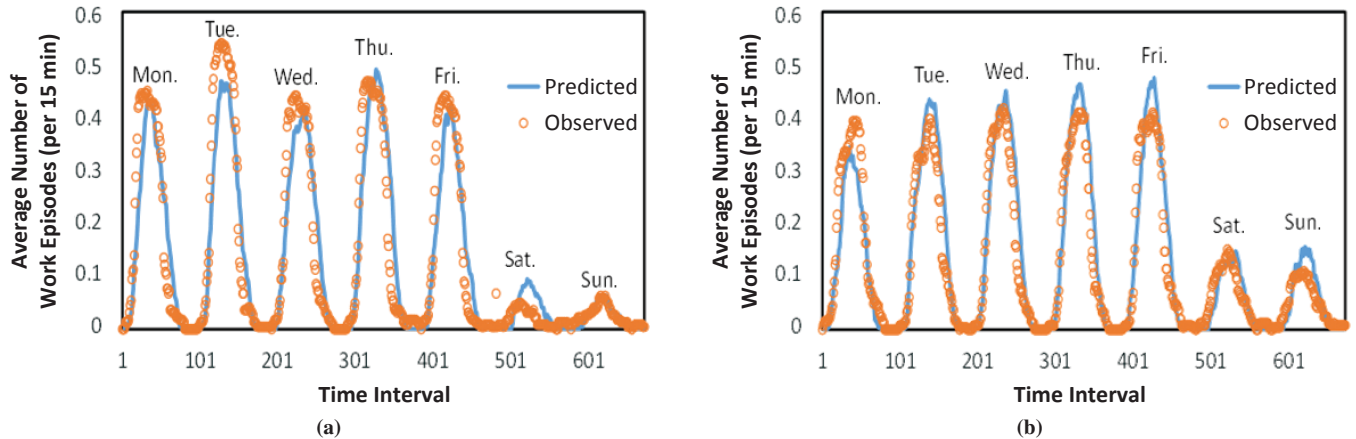 0.6
0.5
0.4
0.3
0.2
0.1
0
Average Number of
Work Episodes (per 15 min)
Mon.
Tue.
Wed.
Thu.
Fri.
Sat.
Sun.
Predicted
Observed
1 101 201 301 401 501 601
Time Interval
(a)
0.6
0.5
0.4
0.3
0.2
0.1
0
Average Number of
Work Episodes (per 15 min)
Mon.
Tue.
Wed.
Thu.
Fri.
Sat.
Sun.
Predicted
Observed
1 101 201 301 401 501 601
Time Interval
(b)